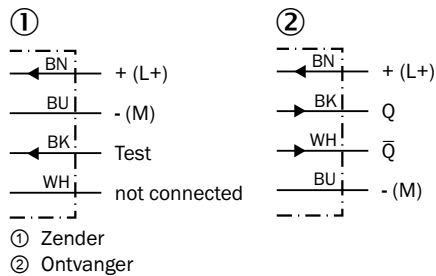 ①
BN + (L+)
BU - (M)
BK Test
WH not connected
②
BN + (L+)
BK Q
WH Q̅
BU - (M)
① Zender
② Ontvanger